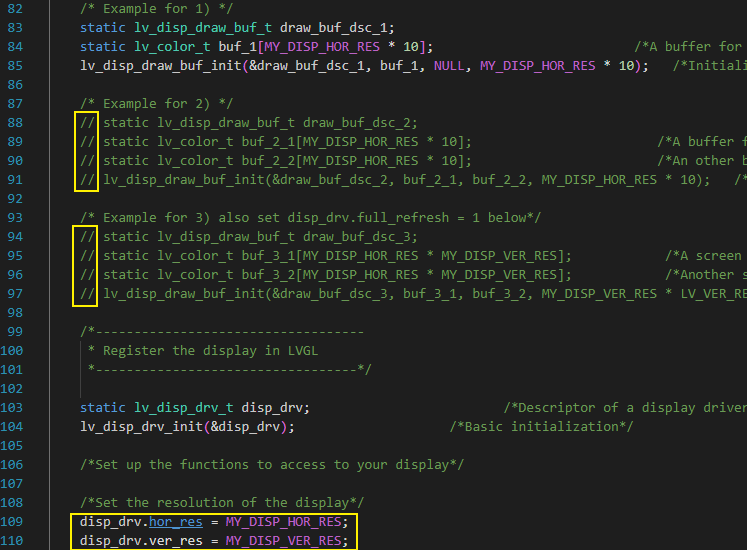 82 /* Example for 1) */
83 static lv_disp_draw_buf_t draw_buf_dsc_1;
84 static lv_color_t buf_1[MY_DISP_HOR_RES * 10]; /*A buffer for
85 lv_disp_draw_buf_init(&draw_buf_dsc_1, buf_1, NULL, MY_DISP_HOR_RES * 10); /*Initiali
86
87 /* Example for 2) */
88 // static lv_disp_draw_buf_t draw_buf_dsc_2;
89 // static lv_color_t buf_2_1[MY_DISP_HOR_RES * 10]; /*A buffer f
90 // static lv_color_t buf_2_2[MY_DISP_HOR_RES * 10]; /*An other b
91 // lv_disp_draw_buf_init(&draw_buf_dsc_2, buf_2_1, buf_2_2, MY_DISP_HOR_RES * 10); /*
92
93 /* Example for 3) also set disp_drv.full_refresh = 1 below*/
94 // static lv_disp_draw_buf_t draw_buf_dsc_3;
95 // static lv_color_t buf_3_1[MY_DISP_HOR_RES * MY_DISP_VER_RES]; /*A screen
96 // static lv_color_t buf_3_2[MY_DISP_HOR_RES * MY_DISP_VER_RES]; /*Another s
97 // lv_disp_draw_buf_init(&draw_buf_dsc_3, buf_3_1, buf_3_2, MY_DISP_VER_RES * LV_VER_RE
98
99 /*-----------------------------------
100 * Register the display in LVGL
101 *----------------------------------*/
102
103 static lv_disp_drv_t disp_drv; /*Descriptor of a display driver
104 lv_disp_drv_init(&disp_drv); /*Basic initialization*/
105
106 /*Set up the functions to access to your display*/
107
108 /*Set the resolution of the display*/
109 disp_drv.hor_res = MY_DISP_HOR_RES;
110 disp_drv.ver_res = MY_DISP_VER_RES;